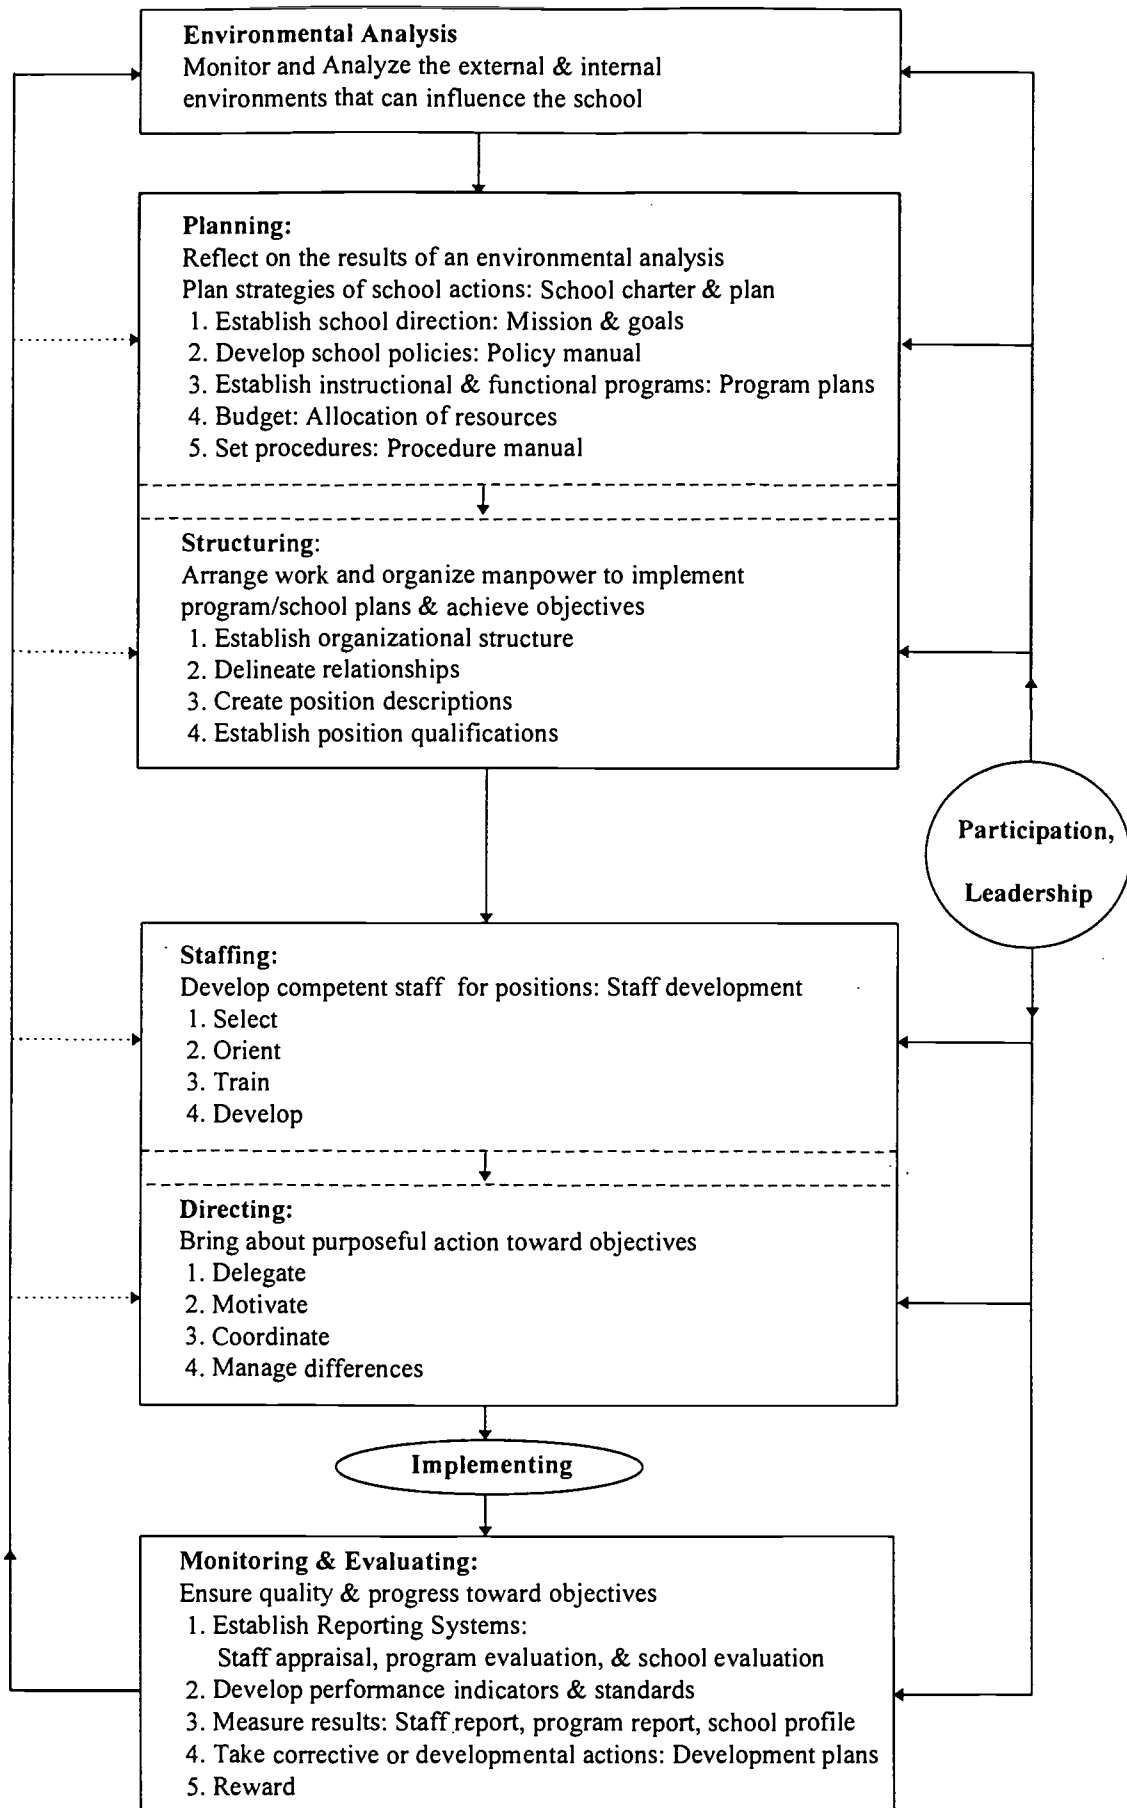 Environmental Analysis
Monitor and Analyze the external & internal
environments that can influence the school
Planning:
Reflect on the results of an environmental analysis
Plan strategies of school actions: School charter & plan
1. Establish school direction: Mission & goals
2. Develop school policies: Policy manual
3. Establish instructional & functional programs: Program plans
4. Budget: Allocation of resources
5. Set procedures: Procedure manual
Structuring:
Arrange work and organize manpower to implement
program/school plans & achieve objectives
1. Establish organizational structure
2. Delineate relationships
3. Create position descriptions
4. Establish position qualifications
Participation,
Leadership
Staffing:
Develop competent staff for positions: Staff development
1. Select
2. Orient
3. Train
4. Develop
Directing:
Bring about purposeful action toward objectives
1. Delegate
2. Motivate
3. Coordinate
4. Manage differences
Implementing
Monitoring & Evaluating:
Ensure quality & progress toward objectives
1. Establish Reporting Systems:
Staff appraisal, program evaluation, & school evaluation
2. Develop performance indicators & standards
3. Measure results: Staff report, program report, school profile
4. Take corrective or developmental actions: Development plans
5. Reward